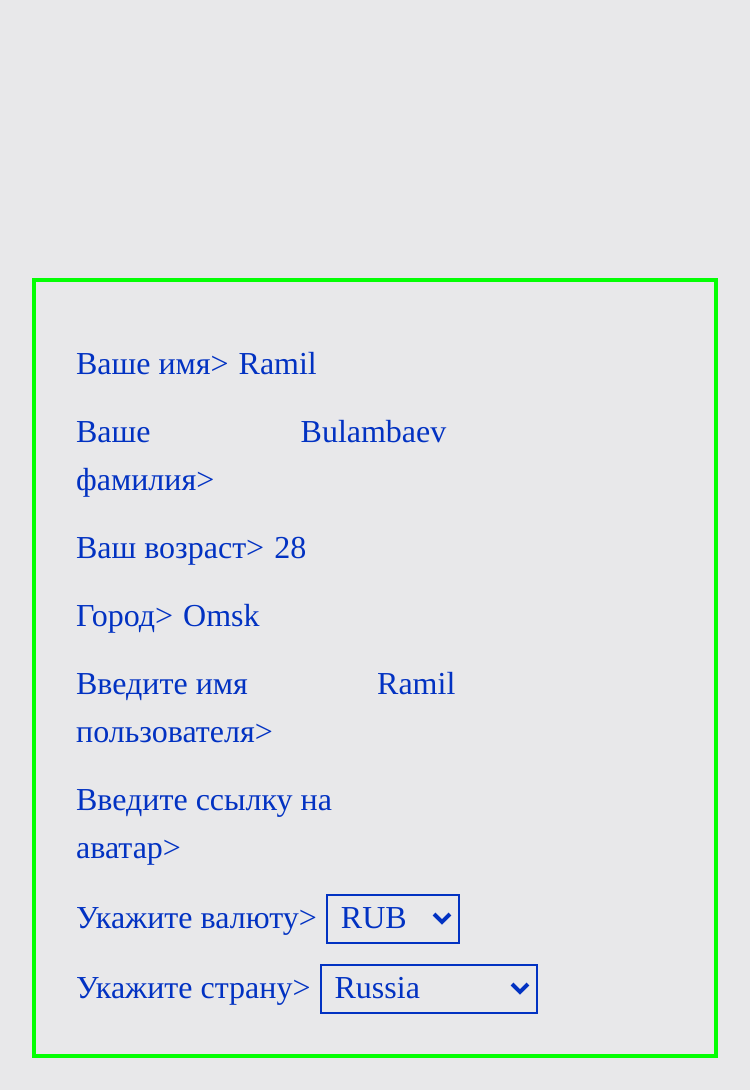 Ваше имя> Ramil
Ваше Bulambaev
фамилия>
Ваш возраст> 28
Город> Omsk
Введите имя Ramil
пользователя>
Введите ссылку на
аватар>
Укажите валюту> RUB
Укажите страну> Russia